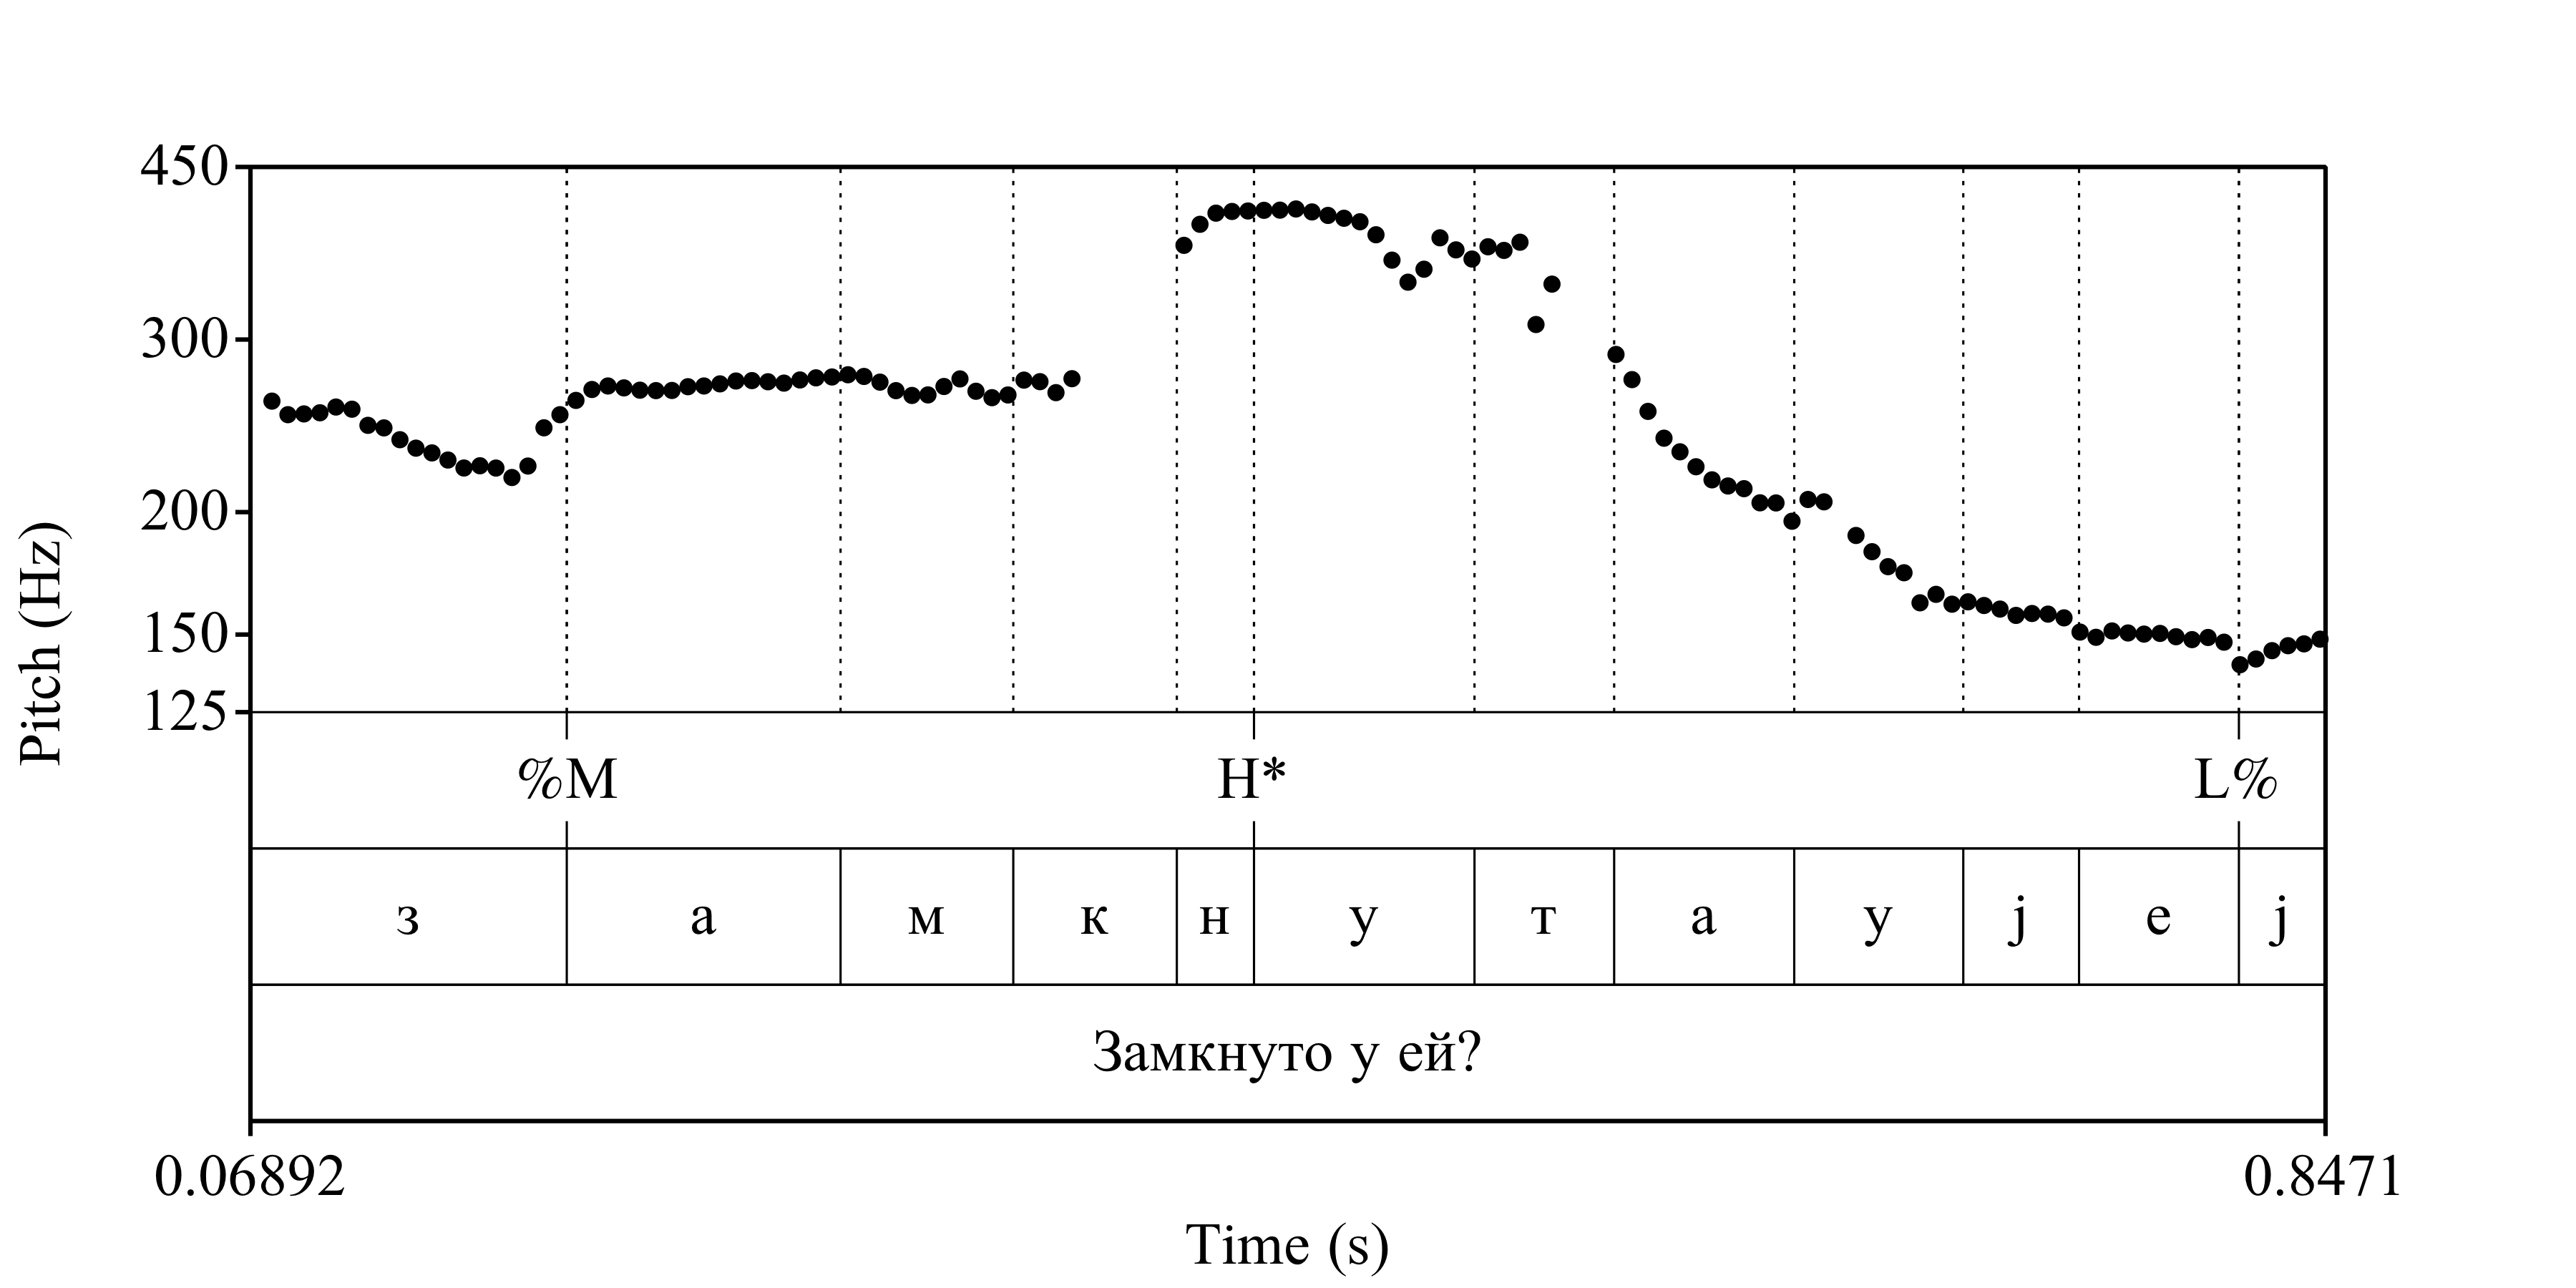 450
300
200
150
125
Pitch (Hz)
%M H* L%
з а м к н у т а у ј е ј
Замкнуто у ей?
0.06892 0.8471
Time (s)